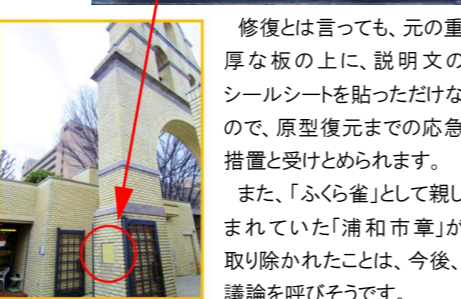 修復とは言っても、元の重
厚な板の上に、説明文の
シールシートを貼っただけな
ので、原型復元までの応急
措置と受けとめられます。
また、「ふくら雀」として親し
まれていた「浦和市章」が
取り除かれたことは、今後、
議論を呼びそうです。